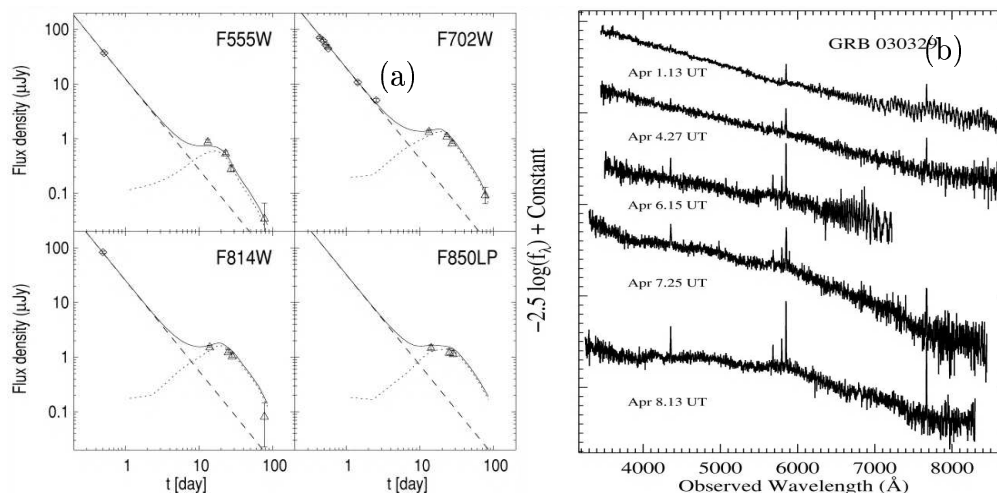 F555W
F702W
(a)
F814W
F850LP
100
10
1
0.1
100
10
1
0.1
Flux density (μJy)
Flux density (μJy)
1
10
100
1
10
100
t [day]
t [day]
(b)
GRB 030329
Apr 1.13 UT
Apr 4.27 UT
Apr 6.15 UT
Apr 7.25 UT
Apr 8.13 UT
−2.5 log(fλ) + Constant
4000
5000
6000
7000
8000
Observed Wavelength (Å)